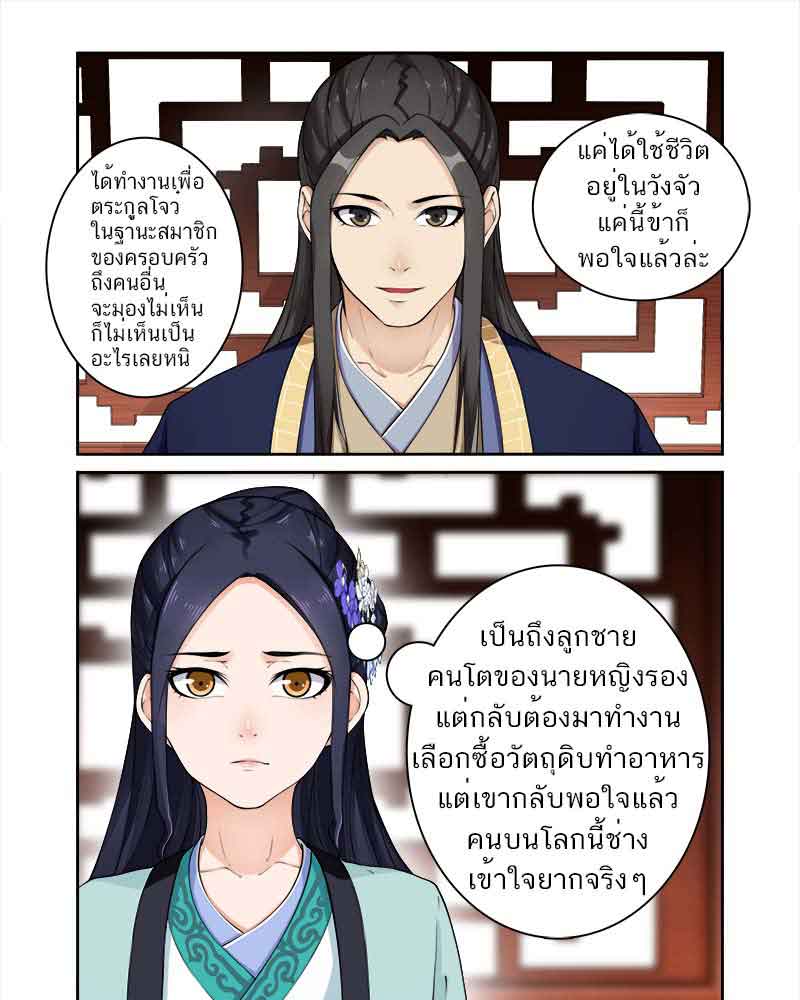 ได้ทำงานเพื่อ
ตระกูลโจว
ในฐานะสมาชิก
ของครอบครัว
ถึงคนอื่น
จะมองไม่เห็น
ก็ไม่เห็นเป็น
อะไรเลยหนิ
แค่ได้ใช้ชีวิต
อยู่ในวังจัว
แค่นี้ข้าก็
พอใจแล้วล่ะ
เป็นถึงลูกชาย
คนโตของนายหญิงรอง
แต่กลับต้องมาทำงาน
เลือกซื้อวัตถุดิบทำอาหาร
แต่เขากลับพอใจแล้ว
คนบนโลกนี้ช่าง
เข้าใจยากจริงๆ